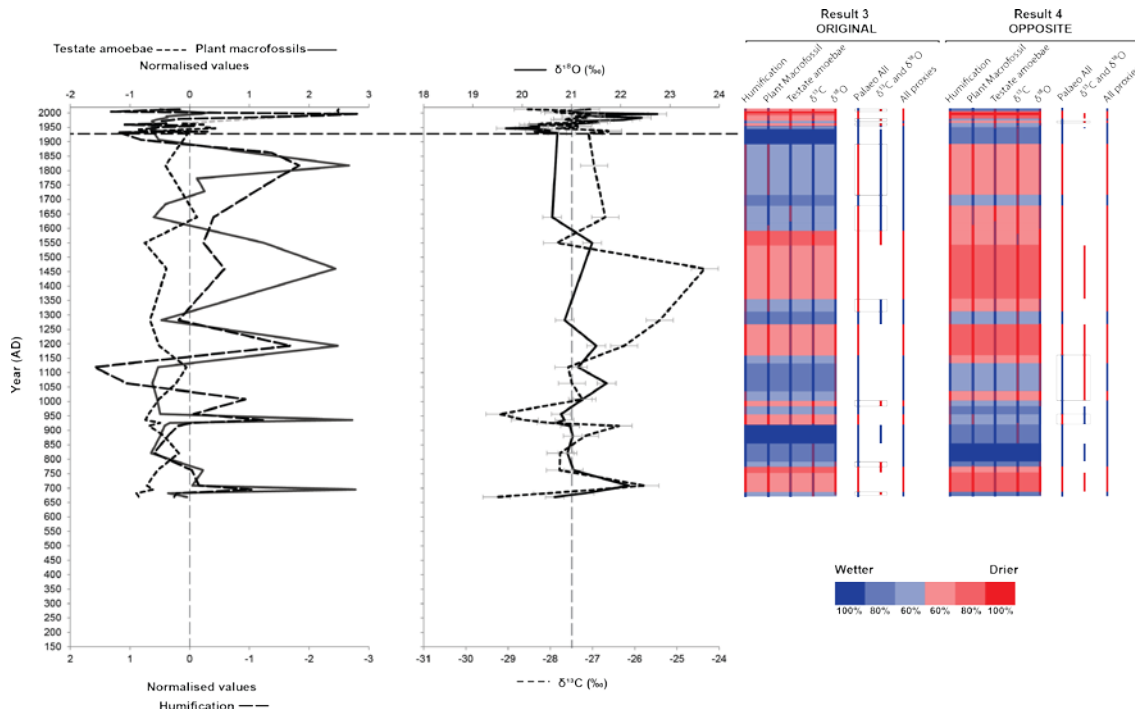 Testate amoebae Plant macrofossils
Normalised values
-2 -1 0 1 2 3
2000
1950
1900
1800
1700
1650
1550
1500
1450
1350
1300
1250
1200
1150
1050
1000
950
900
850
800
750
700
650
600
550
500
450
400
350
300
250
200
150
Year (AD)
2 1 0 -1 -2 -3
Normalised values
Humification
δ¹⁸O (‰)
18 19 20 21 22 23 24
-31 -30 -29 -28 -27 -26 -25 -24
δ¹³C (‰)
Result 3
ORIGINAL
Humification
Plant Macrofossil
Testate amoebae
δ¹³C
δ¹⁸O
Palaeo All
δ¹³C and δ¹⁸O
All proxies
Result 4
OPPOSITE
Humification
Plant Macrofossil
Testate amoebae
δ¹³C
δ¹⁸O
Palaeo All
δ¹³C and δ¹⁸O
All proxies
Wetter Drier
100% 80% 60% 60% 80% 100%